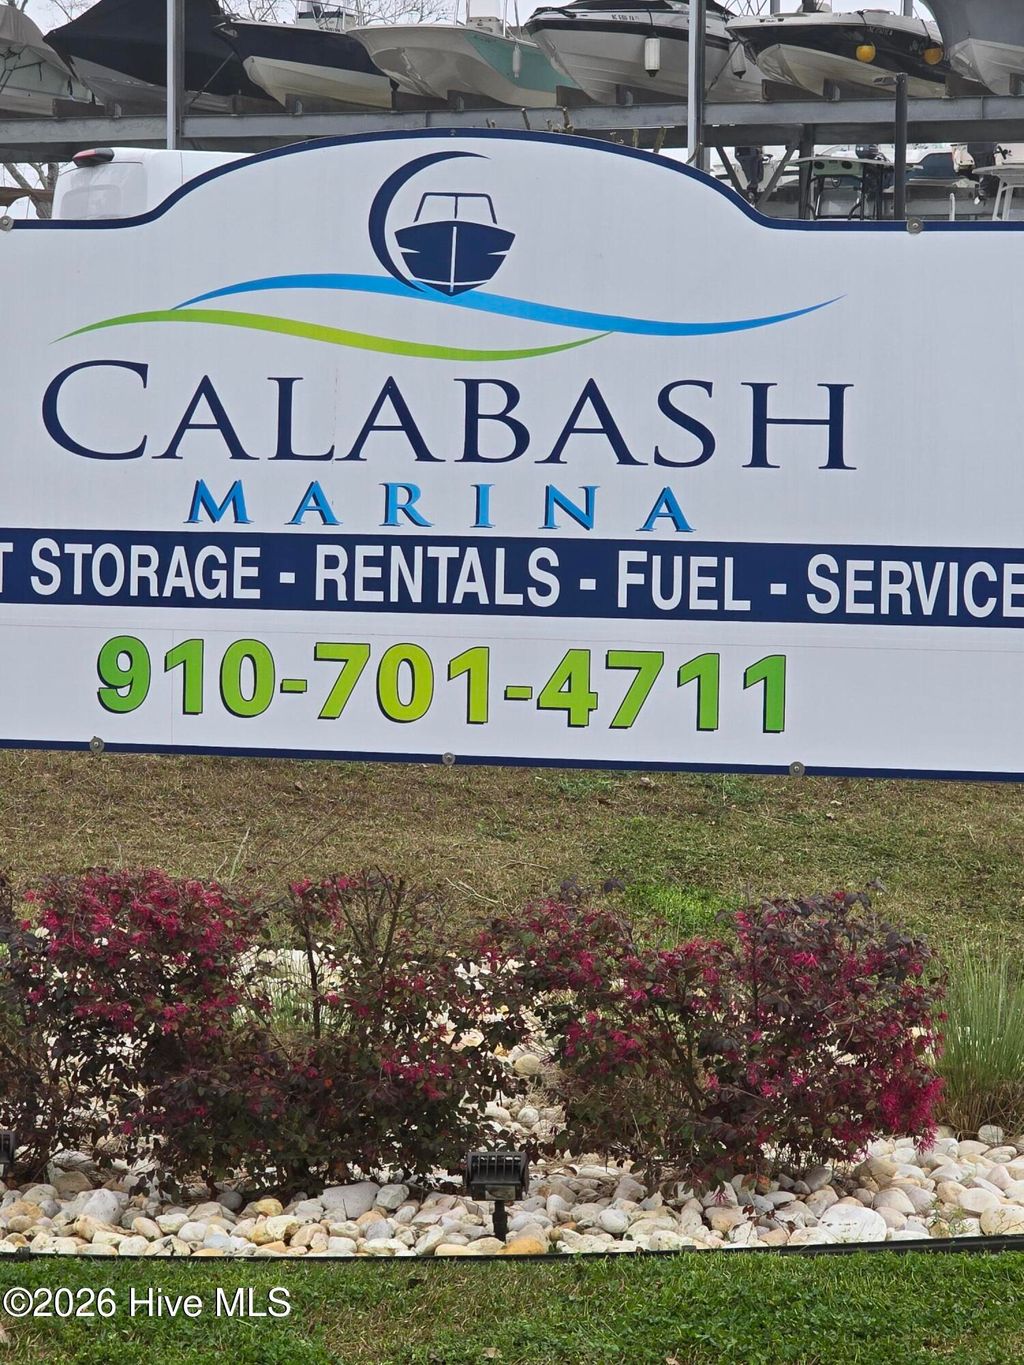 CALABASH
MARINA
T STORAGE - RENTALS - FUEL - SERVICE
910-701-4711
©2026 Hive MLS